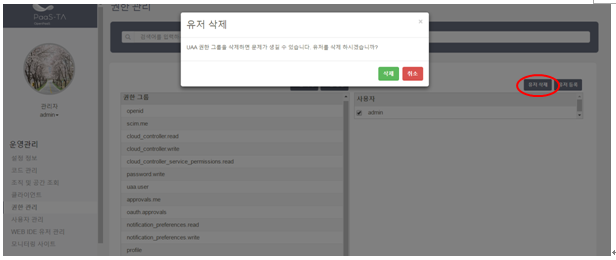 PaaS-TA
권한 관리
유저 삭제
×
UAA 권한 그룹을 삭제하면 문제가 생길 수 있습니다. 유저를 삭제 하시겠습니까?
삭제
취소
관리자
admin
유저 삭제
유저 등록
권한 그룹
사용자
openid
admin
scim.me
cloud_controller.read
cloud_controller.write
cloud_controller_service_permissions.read
password.write
uaa.user
approvals.me
oauth.approvals
notification_preferences.read
notification_preferences.write
profile
운영관리
설정 정보
코드 관리
조직 및 공간 조회
클라이언트
권한 관리
사용자 관리
WEB IDE 유저 관리
모니터링 사이트